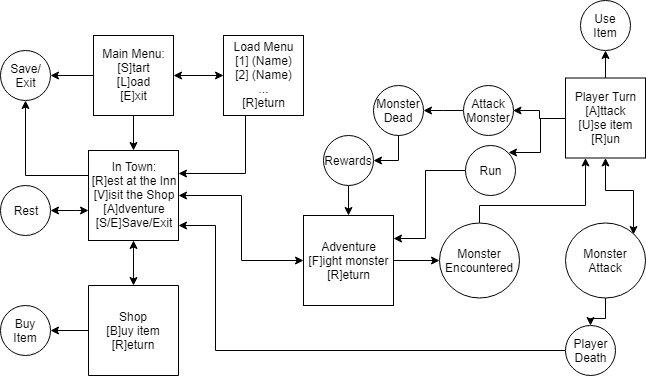 Save/
Exit
Main Menu:
[S]tart
[L]oad
[E]xit
Load Menu
[1] (Name)
[2] (Name)
...
[R]eturn
Use
Item
Player Turn
[A]ttack
[U]se item
[R]un
Monster
Dead
Attack
Monster
Rewards
Run
In Town:
[R]est at the Inn
[V]isit the Shop
[A]dventure
[S/E]Save/Exit
Rest
Adventure
[F]ight monster
[R]eturn
Monster
Encountered
Monster
Attack
Buy
Item
Shop
[B]uy item
[R]eturn
Player
Death